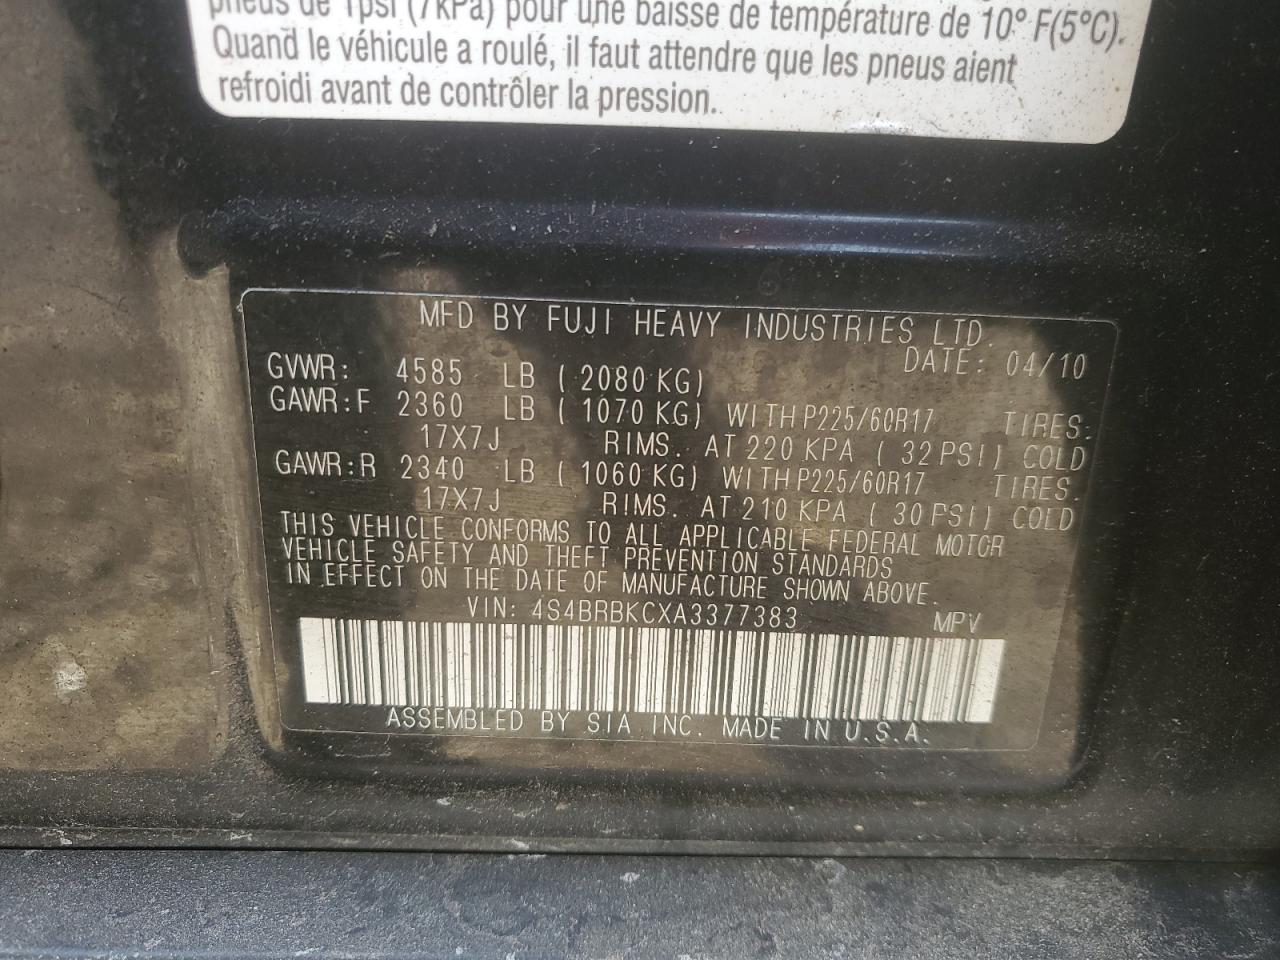 pneus de 1psi (7kPa) pour une baisse de température de 10° F(5°C).
Quand le véhicule a roulé, il faut attendre que les pneus aient
refroidi avant de contrôler la pression.
MFD BY FUJI HEAVY INDUSTRIES LTD.
DATE: 04/10
GVWR: 4585 LB (2080 KG)
GAWR:F 2360 LB (1070 KG) WITH P225/60R17 TIRES.
17X7J RIMS. AT 220 KPA (32 PSI) COLD
GAWR:R 2340 LB (1060 KG) WITH P225/60R17 TIRES.
17X7J RIMS. AT 210 KPA (30 PSI) COLD
THIS VEHICLE CONFORMS TO ALL APPLICABLE FEDERAL MOTOR
VEHICLE SAFETY AND THEFT PREVENTION STANDARDS
IN EFFECT ON THE DATE OF MANUFACTURE SHOWN ABOVE.
VIN: 4S4BRBKCXA3377383 MPV
ASSEMBLED BY SIA INC. MADE IN U.S.A.